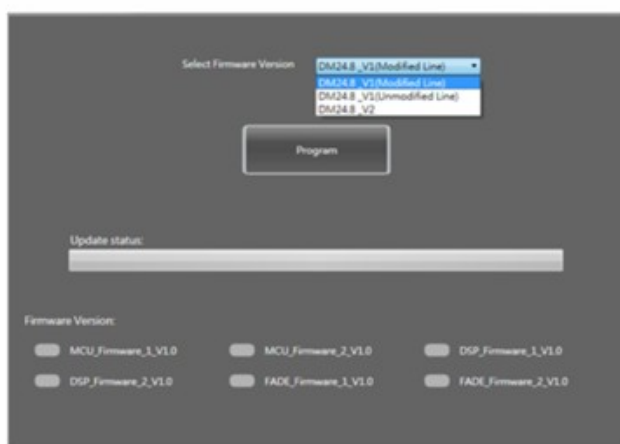 Select Firmware Version DM24.8 _V1(Modified Line)
DM24.8 _V1(Modified Line)
DM24.8 _V1(Unmodified Line)
DM24.8 _V2
Program
Update status:
Firmware Version:
MCU_Firmware_1_V1.0 MCU_Firmware_2_V1.0 DSP_Firmware_1_V1.0
DSP_Firmware_2_V1.0 FADE_Firmware_1_V1.0 FADE_Firmware_2_V1.0